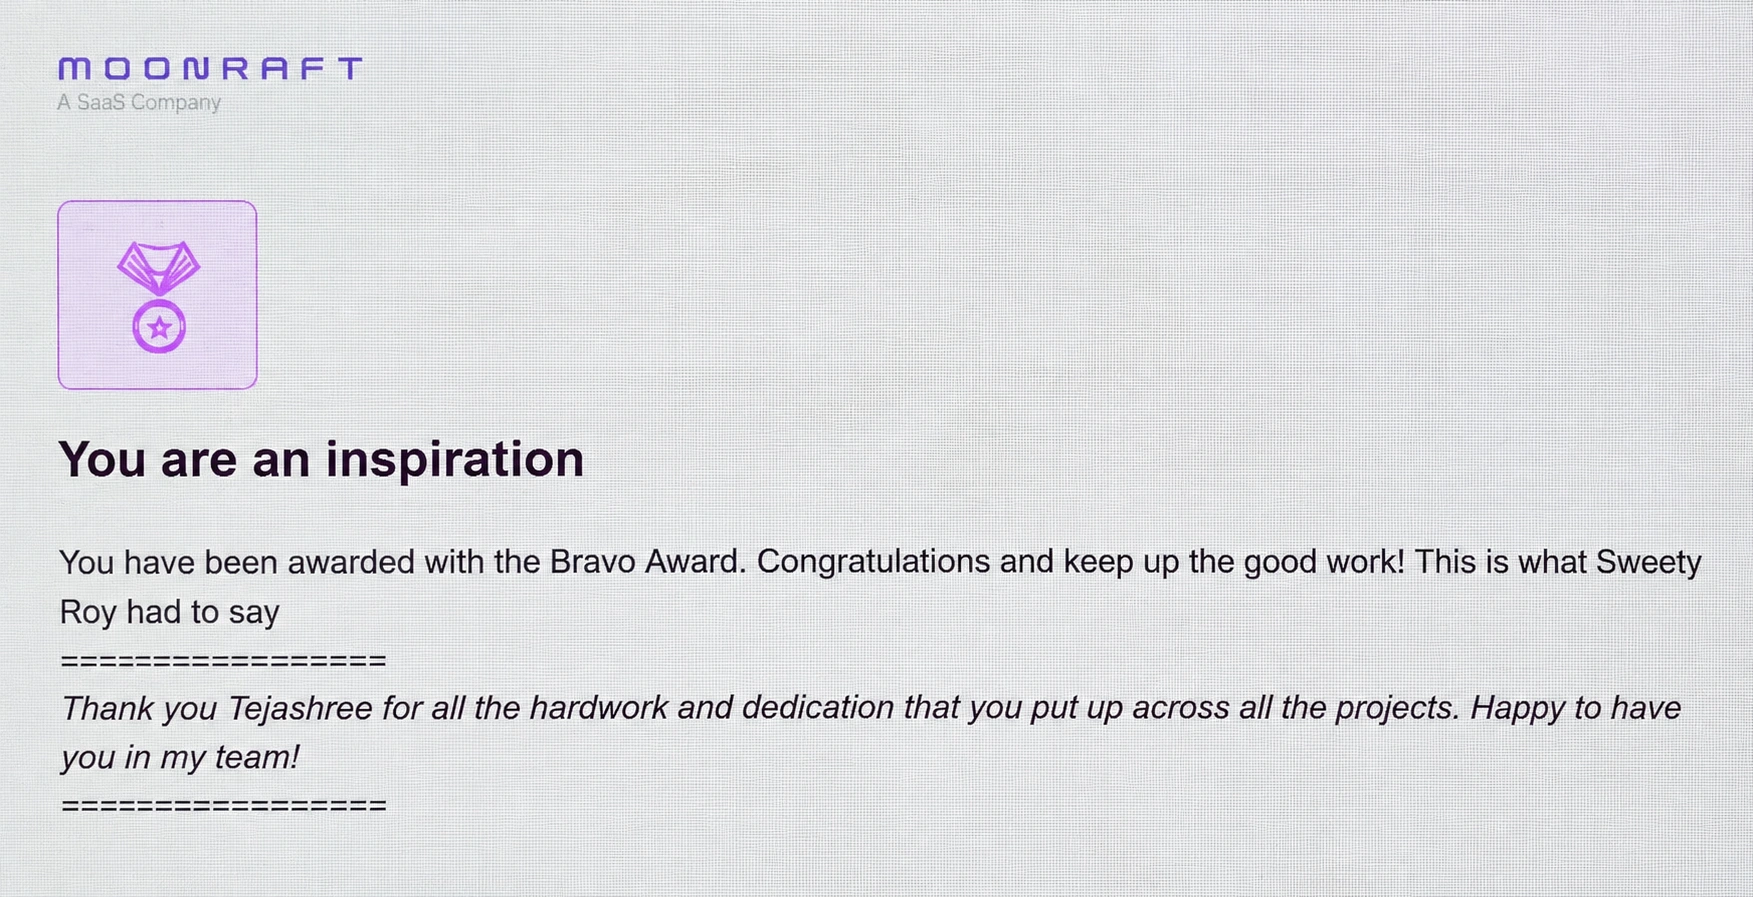 MOONRAFT
A SaaS Company
You are an inspiration
You have been awarded with the Bravo Award. Congratulations and keep up the good work! This is what Sweety
Roy had to say
==================
Thank you Tejashree for all the hardwork and dedication that you put up across all the projects. Happy to have
you in my team!
==================